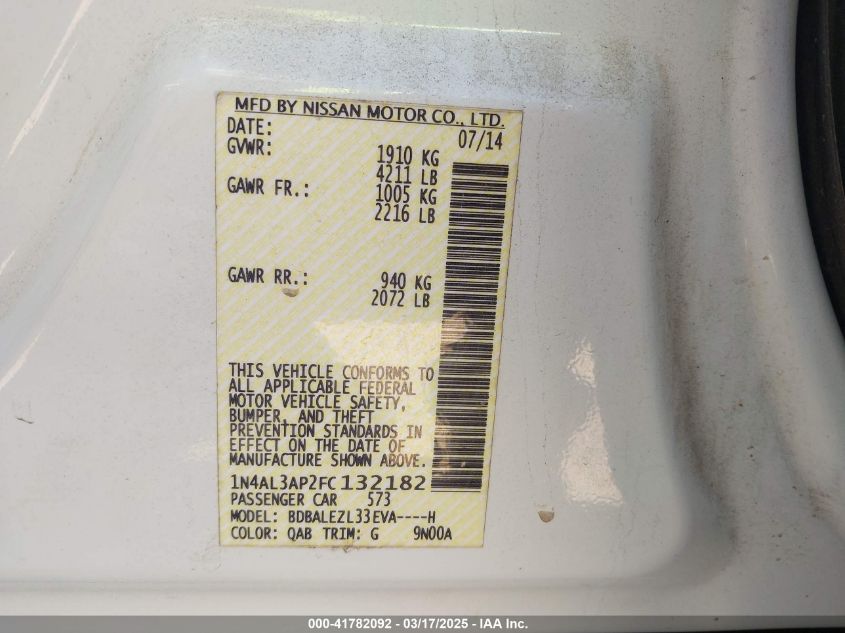 MFD BY NISSAN MOTOR CO., LTD.
DATE: 07/14
GVWR: 1910 KG
4211 LB
GAWR FR.: 1005 KG
2216 LB
GAWR RR.: 940 KG
2072 LB
THIS VEHICLE CONFORMS TO
ALL APPLICABLE FEDERAL
MOTOR VEHICLE SAFETY,
BUMPER, AND THEFT
PREVENTION STANDARDS IN
EFFECT ON THE DATE OF
MANUFACTURE SHOWN ABOVE.
1N4AL3AP2FC132182
PASSENGER CAR 573
MODEL: BDBALEZL33EVA----H
COLOR: QAB TRIM: G 9N00A
000-41782092 - 03/17/2025 - IAA Inc.